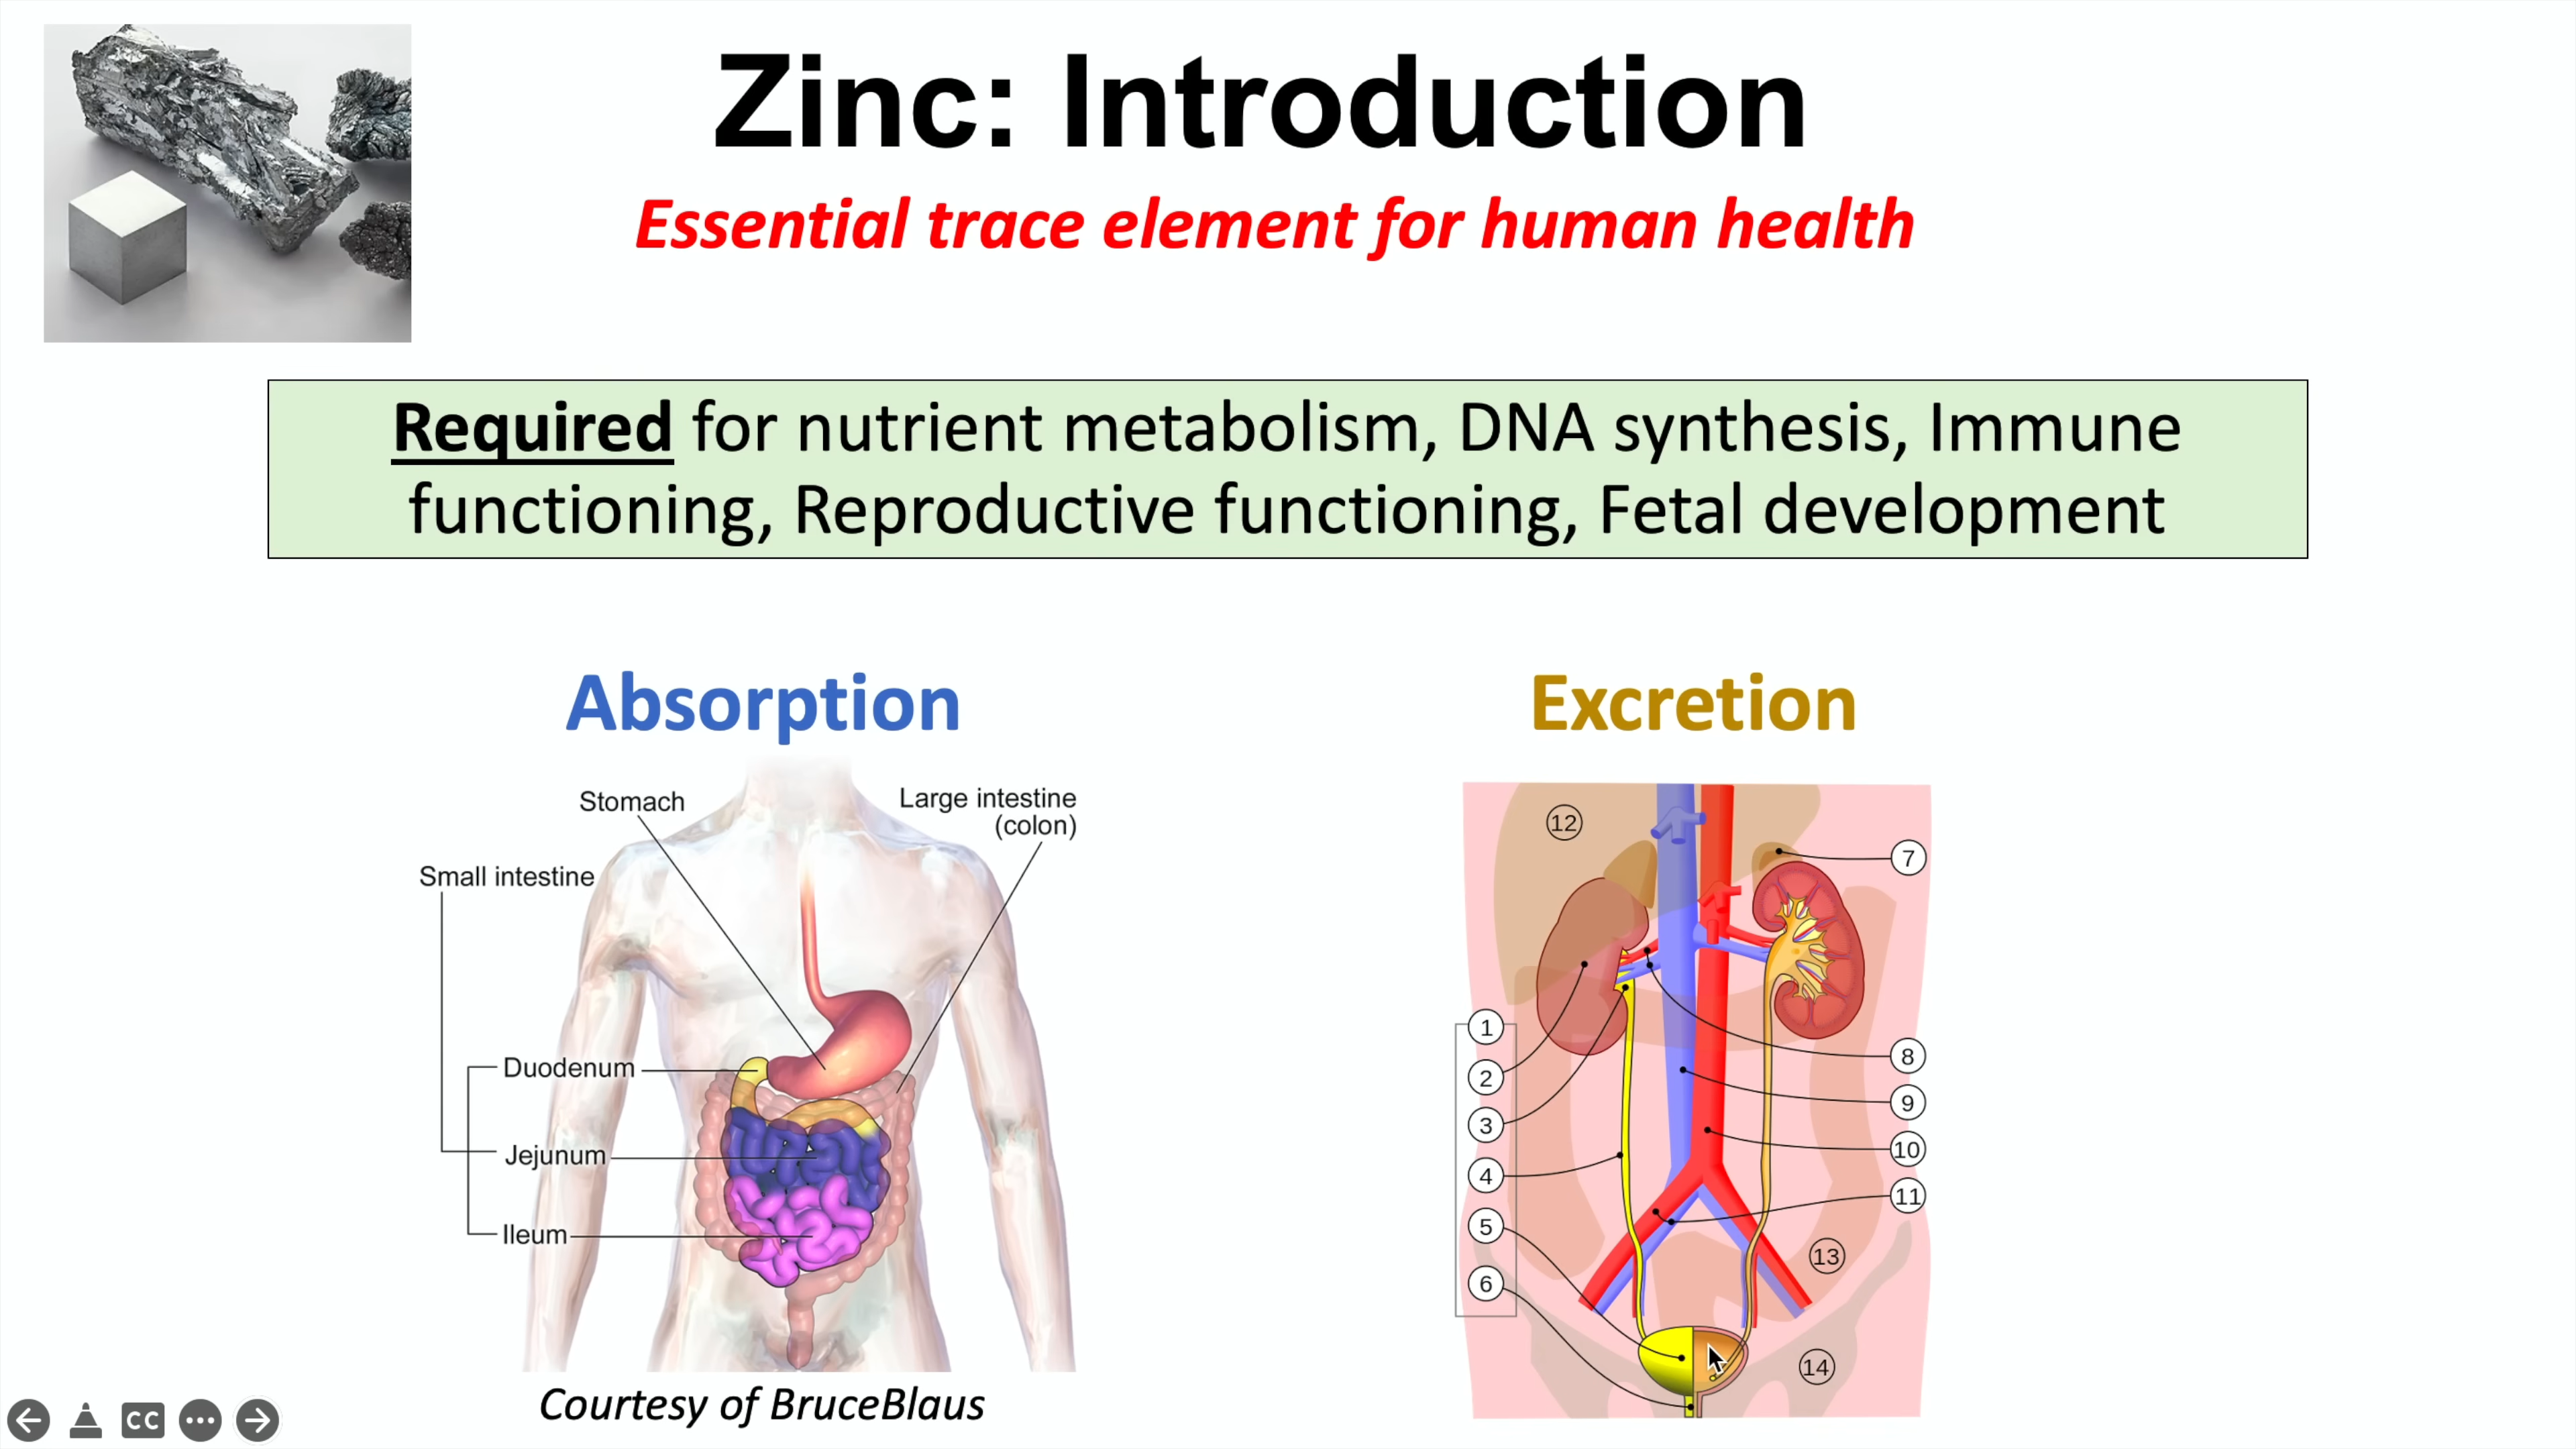 Zinc: Introduction
Essential trace element for human health
Required for nutrient metabolism, DNA synthesis, Immune
functioning, Reproductive functioning, Fetal development
Absorption
Stomach
Large intestine
(colon)
Small intestine
Duodenum
Jejunum
Ileum
Courtesy of BruceBlaus
Excretion
12
7
1
2
3
4
5
6
8
9
10
11
13
14
CC